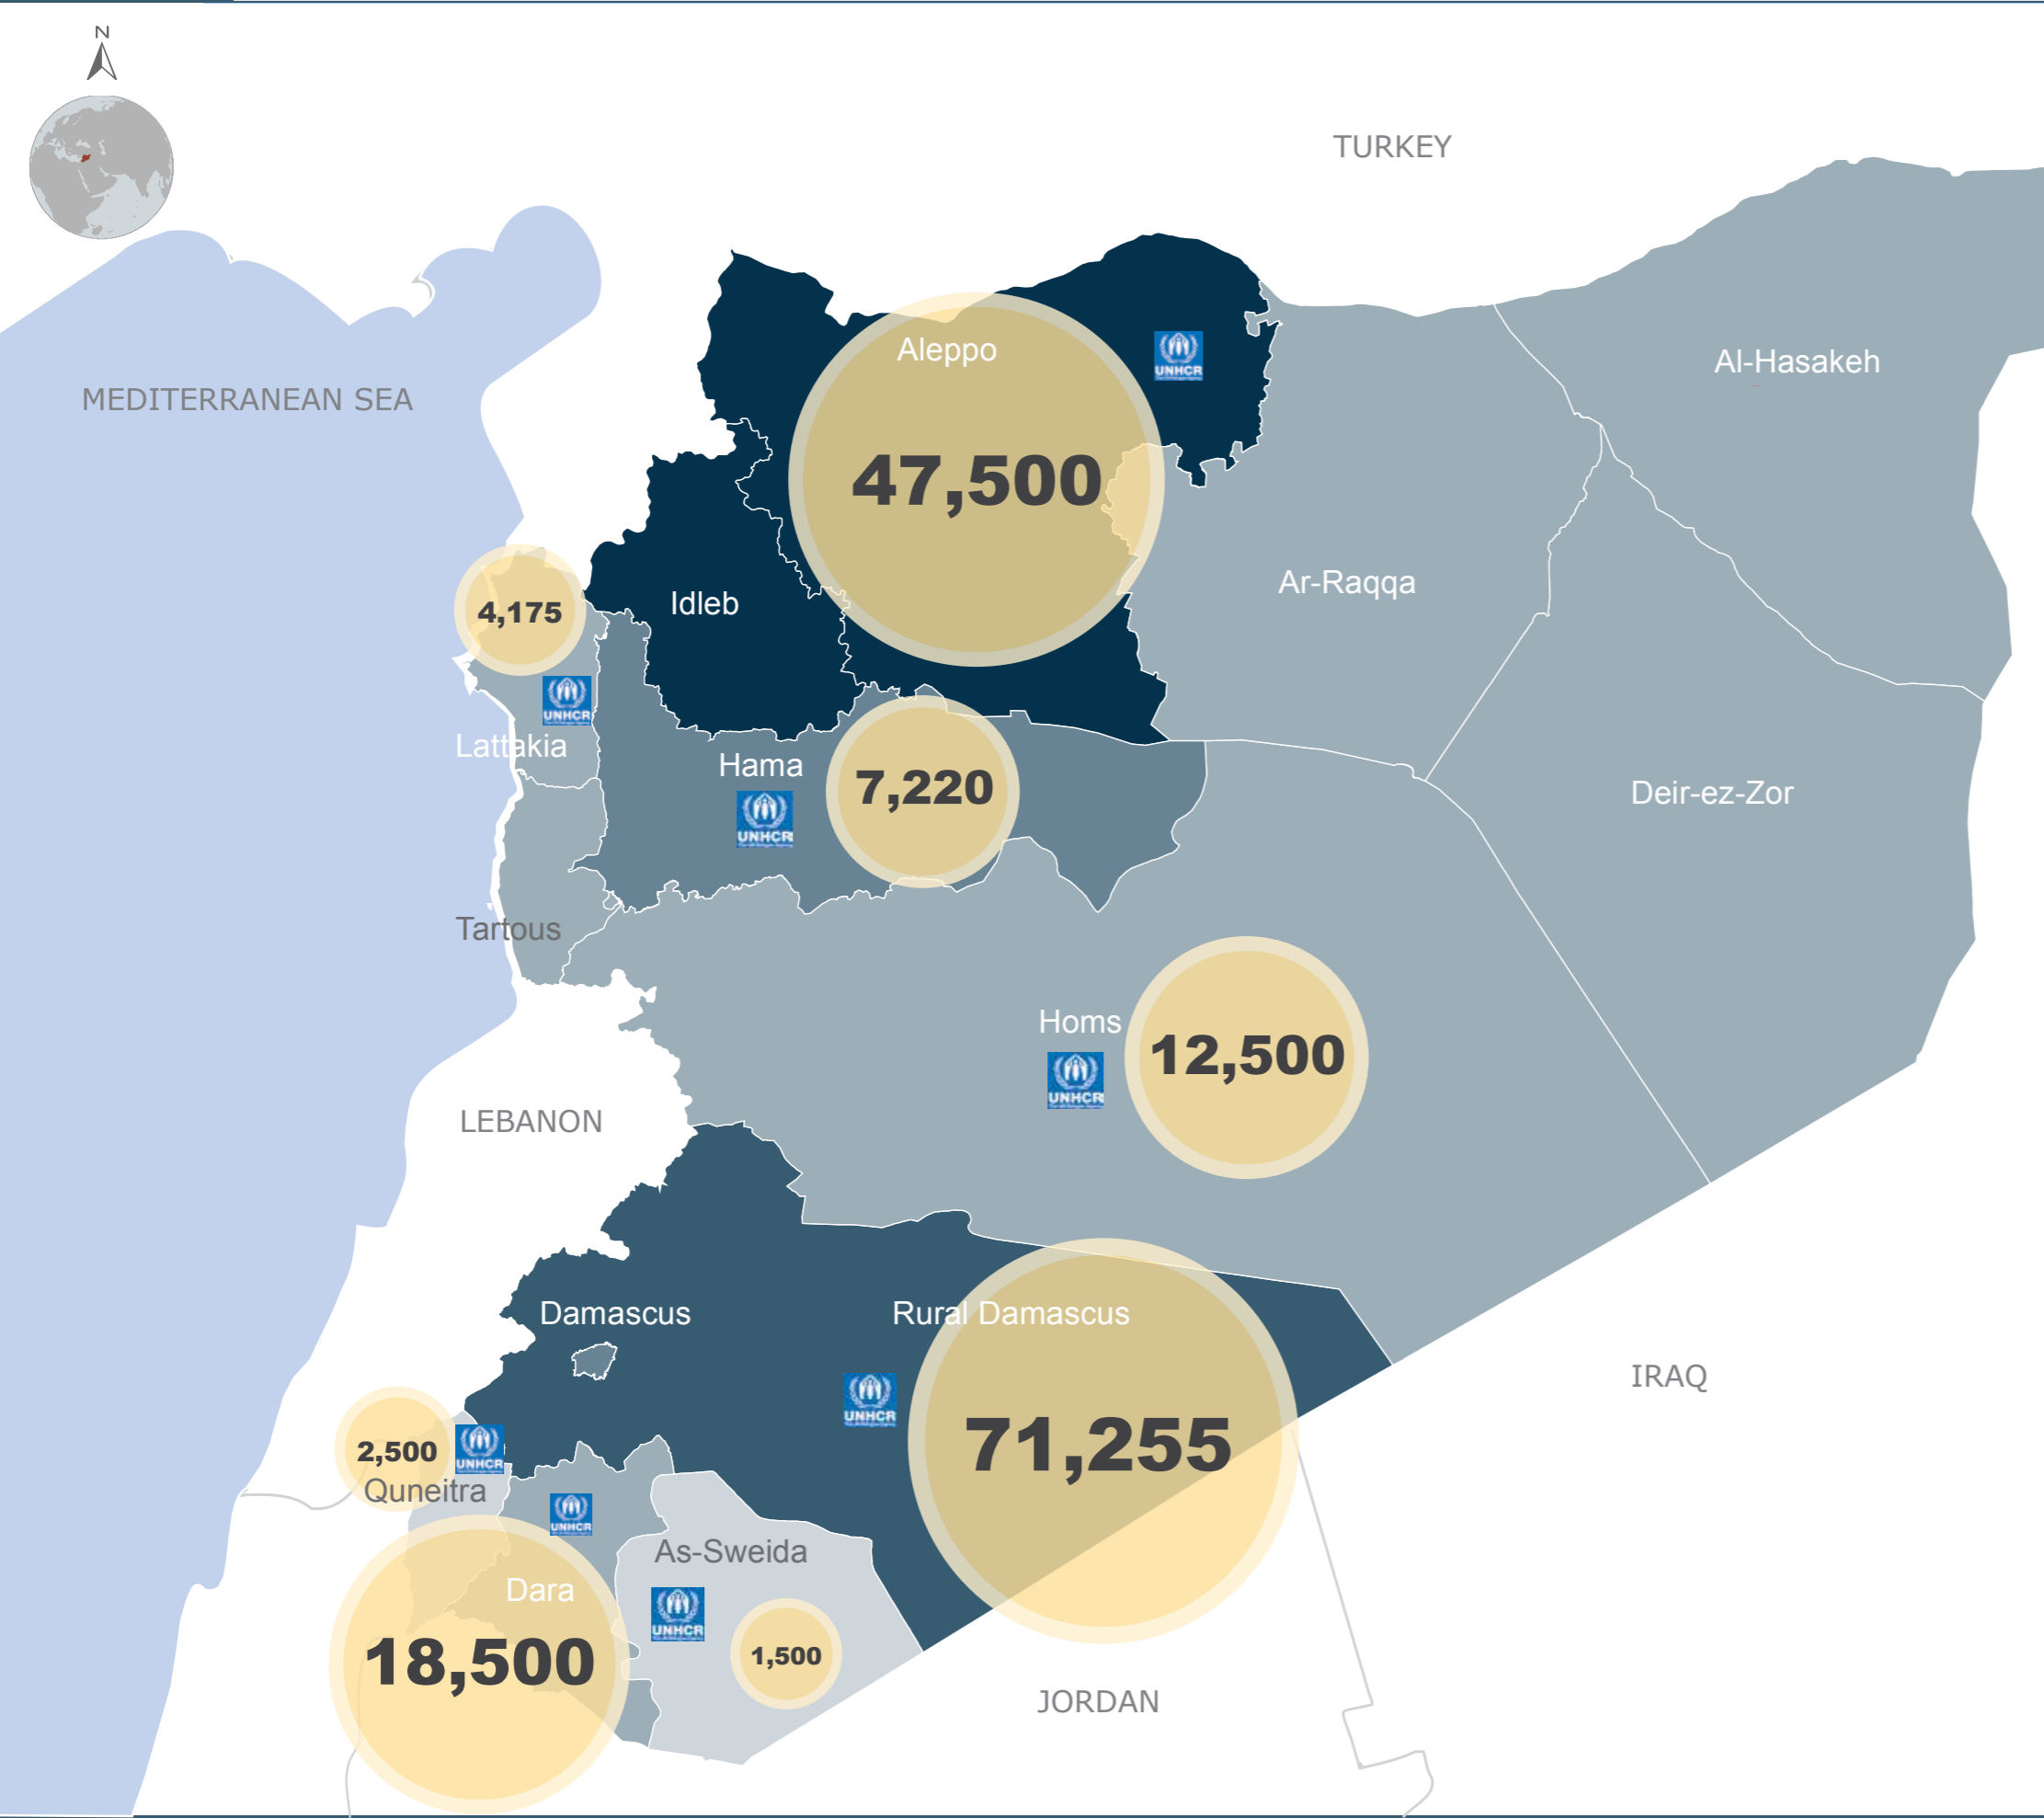 N
TURKEY
Aleppo
UNHCR
Al-Hasakeh
MEDITERRANEAN SEA
47,500
Ar-Raqqa
4,175
Idleb
UNHCR
Lattakia
Hama
7,220
UNHCR
Deir-ez-Zor
Tartous
Homs
12,500
UNHCR
LEBANON
Damascus
Rural Damascus
IRAQ
UNHCR
71,255
2,500
UNHCR
Quneitra
UNHCR
As-Sweida
Dara
UNHCR
18,500
1,500
JORDAN